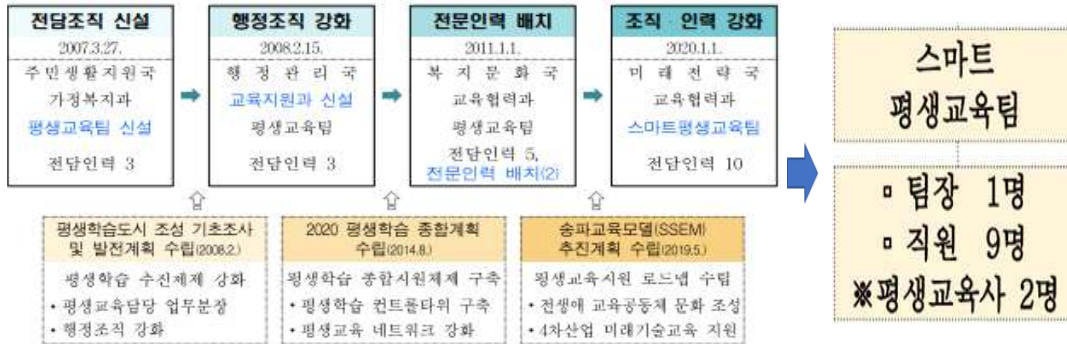 전담조직 신설
2007.3.27.
주민생활지원국
가정복지과
평생교육팀 신설
전담인력 3
행정조직 강화
2008.2.15.
행정관리국
교육지원과 신설
평생교육팀
전담인력 3
전문인력 배치
2011.1.1.
복지문화국
교육협력과
평생교육팀
전담인력 5,
전문인력 배치(2)
조직 인력 강화
2020.1.1.
미래전략국
교육협력과
스마트평생교육팀
전담인력 10
평생학습도시 조성 기초조사
및 발전계획 수립(2008.2.)
평생학습 추진체제 강화
• 평생교육담당 업무분장
• 행정조직 강화
2020 평생학습 종합계획
수립(2014.8.)
평생학습 종합지원체제 구축
• 평생학습 컨트롤타워 구축
• 평생교육 네트워크 강화
송파교육모델(SSEM)
추진계획 수립(2019.5.)
평생교육지원 로드맵 수립
• 전생애 교육공동체 문화 조성
• 4차산업 미래기술교육 지원
스마트
평생교육팀
▫ 팀장 1명
▫ 직원 9명
※평생교육사 2명